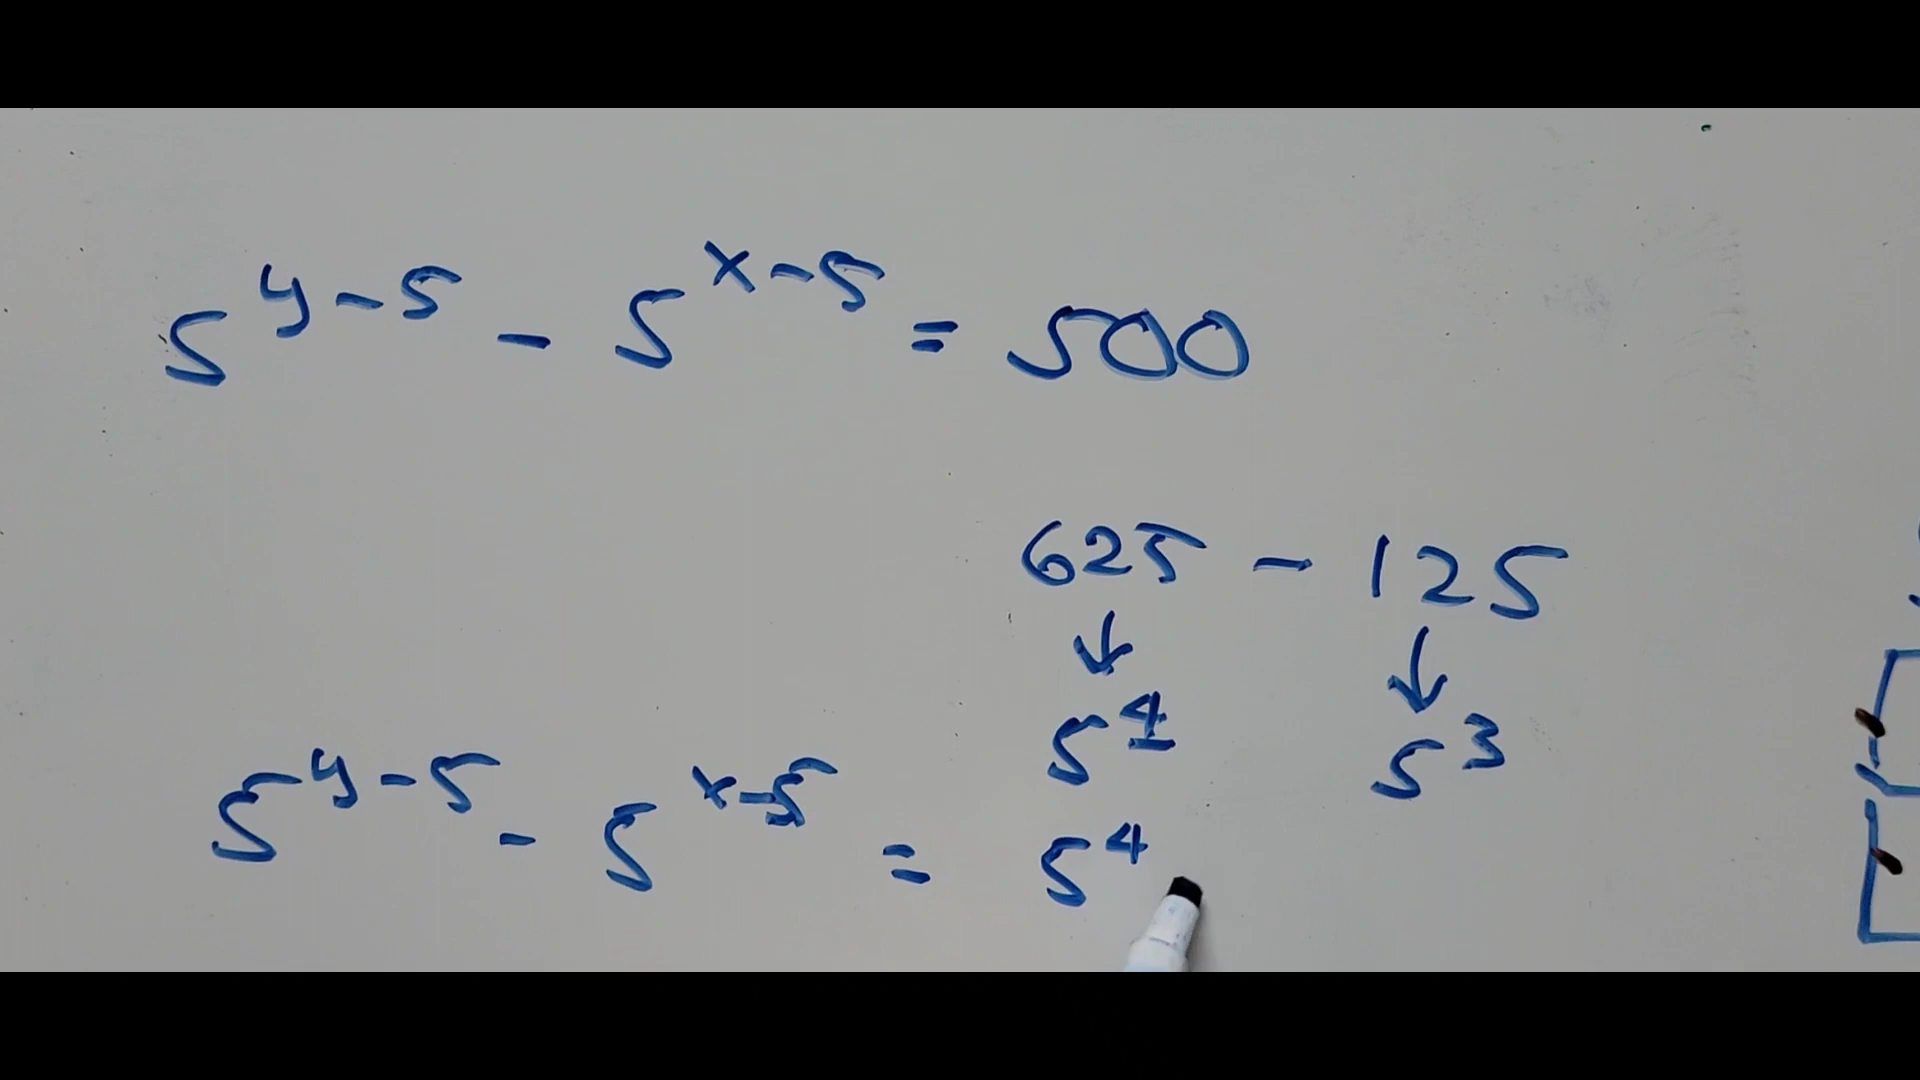 5^{y-5} - 5^{x-5} = 500
625 - 125
↓ ↓
5^4 5^3
5^{y-5} - 5^{x-5} = 5^4